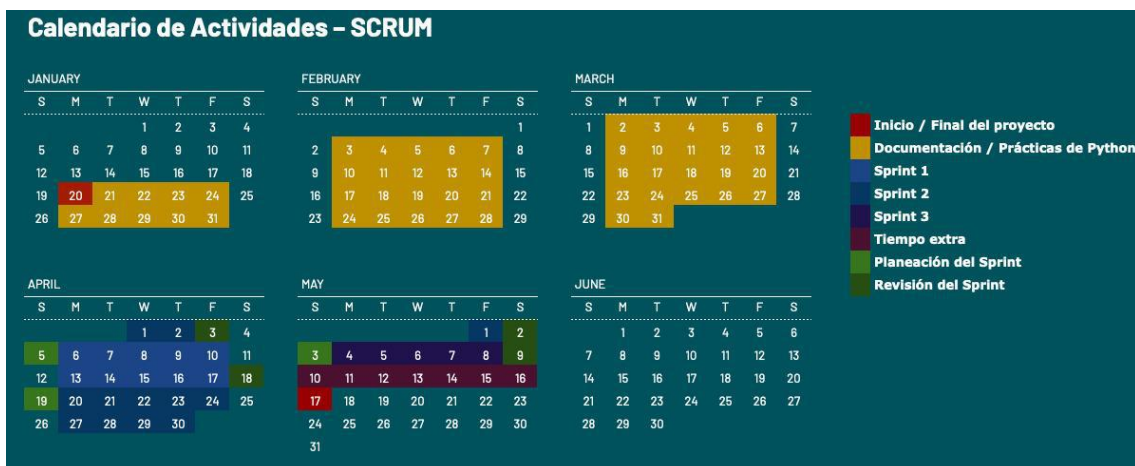 Calendario de Actividades – SCRUM
JANUARY
S M T W T F S
1 2 3 4
5 6 7 8 9 10 11
12 13 14 15 16 17 18
19 20 21 22 23 24 25
26 27 28 29 30 31
FEBRUARY
S M T W T F S
1
2 3 4 5 6 7 8
9 10 11 12 13 14 15
16 17 18 19 20 21 22
23 24 25 26 27 28 29
MARCH
S M T W T F S
1 2 3 4 5 6 7
8 9 10 11 12 13 14
15 16 17 18 19 20 21
22 23 24 25 26 27 28
29 30 31
Inicio / Final del proyecto
Documentación / Prácticas de Python
Sprint 1
Sprint 2
Sprint 3
Tiempo extra
Planeación del Sprint
Revisión del Sprint
APRIL
S M T W T F S
1 2 3 4
5 6 7 8 9 10 11
12 13 14 15 16 17 18
19 20 21 22 23 24 25
26 27 28 29 30
MAY
S M T W T F S
1 2
3 4 5 6 7 8 9
10 11 12 13 14 15 16
17 18 19 20 21 22 23
24 25 26 27 28 29 30
31
JUNE
S M T W T F S
1 2 3 4 5 6
7 8 9 10 11 12 13
14 15 16 17 18 19 20
21 22 23 24 25 26 27
28 29 30